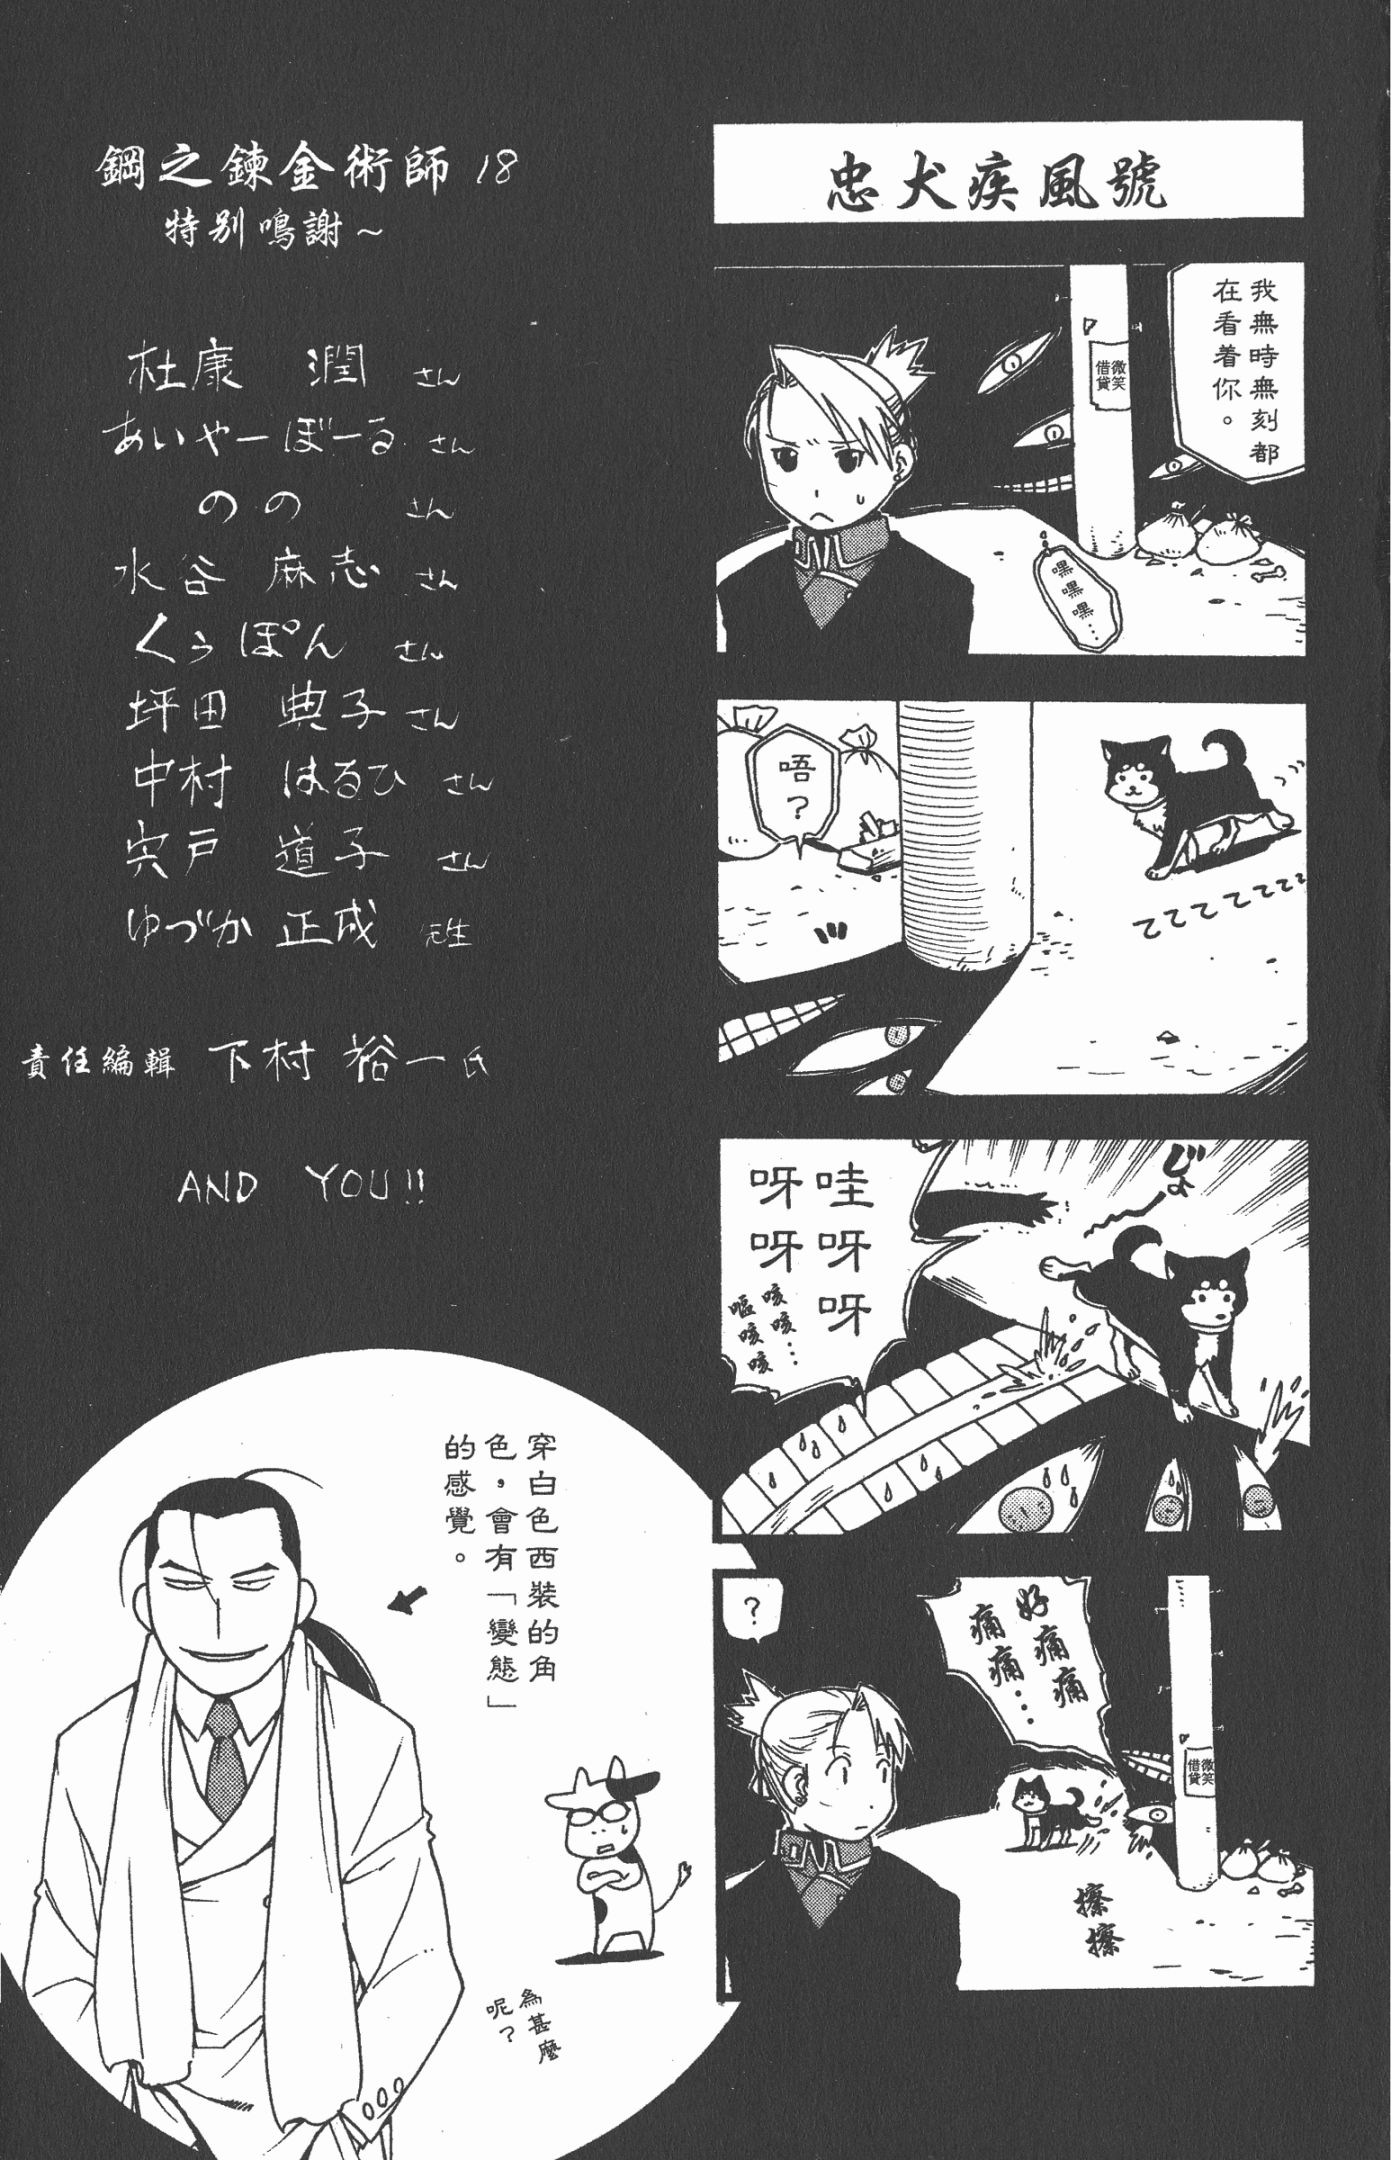 忠犬疾風號
我無時無刻都
在看着你。
微笑
借貸
嘿嘿嘿…
唔？
ててててててて
じょ
哇呀呀
呀呀
咳咳…
嘔咳咳
好痛痛
痛痛…
微笑
借貸
？
擦擦
鋼之鍊金術師 18
特別鳴謝～
杜康 潤 さん
あいやーぼーる さん
のの さん
水谷 麻志 さん
くぅぽん さん
坪田 典子 さん
中村 はるひ さん
宍戸 道子 さん
ゆづか 正成 先生
責任編輯 下村 裕一 氏
AND YOU!!
穿白色西裝的角
色，會有「變態」
的感覺。
為甚麼
呢？